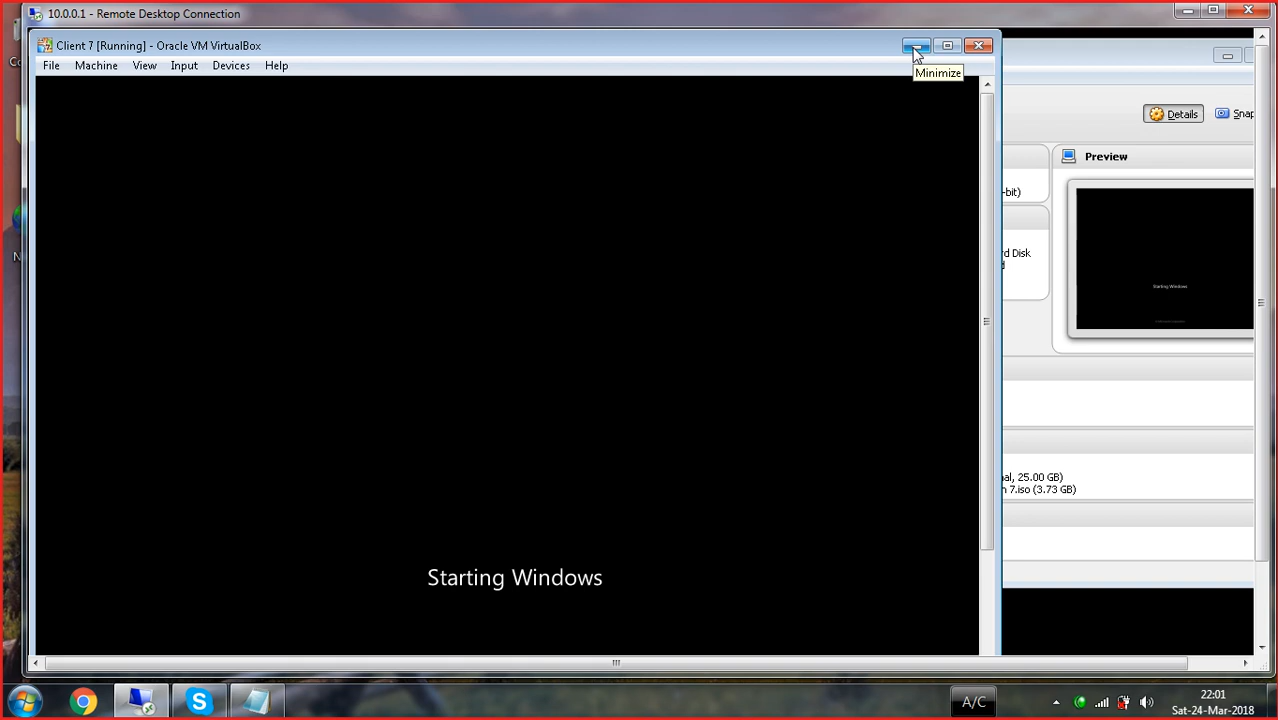 10.0.0.1 - Remote Desktop Connection
Client 7 [Running] - Oracle VM VirtualBox
File Machine View Input Devices Help
Minimize
Details
Snap
Preview
-bit)
rd Disk
Starting Windows
al, 25.00 GB)
n 7.iso (3.73 GB)
Starting Windows
A/C
22:01
Sat-24-Mar-2018